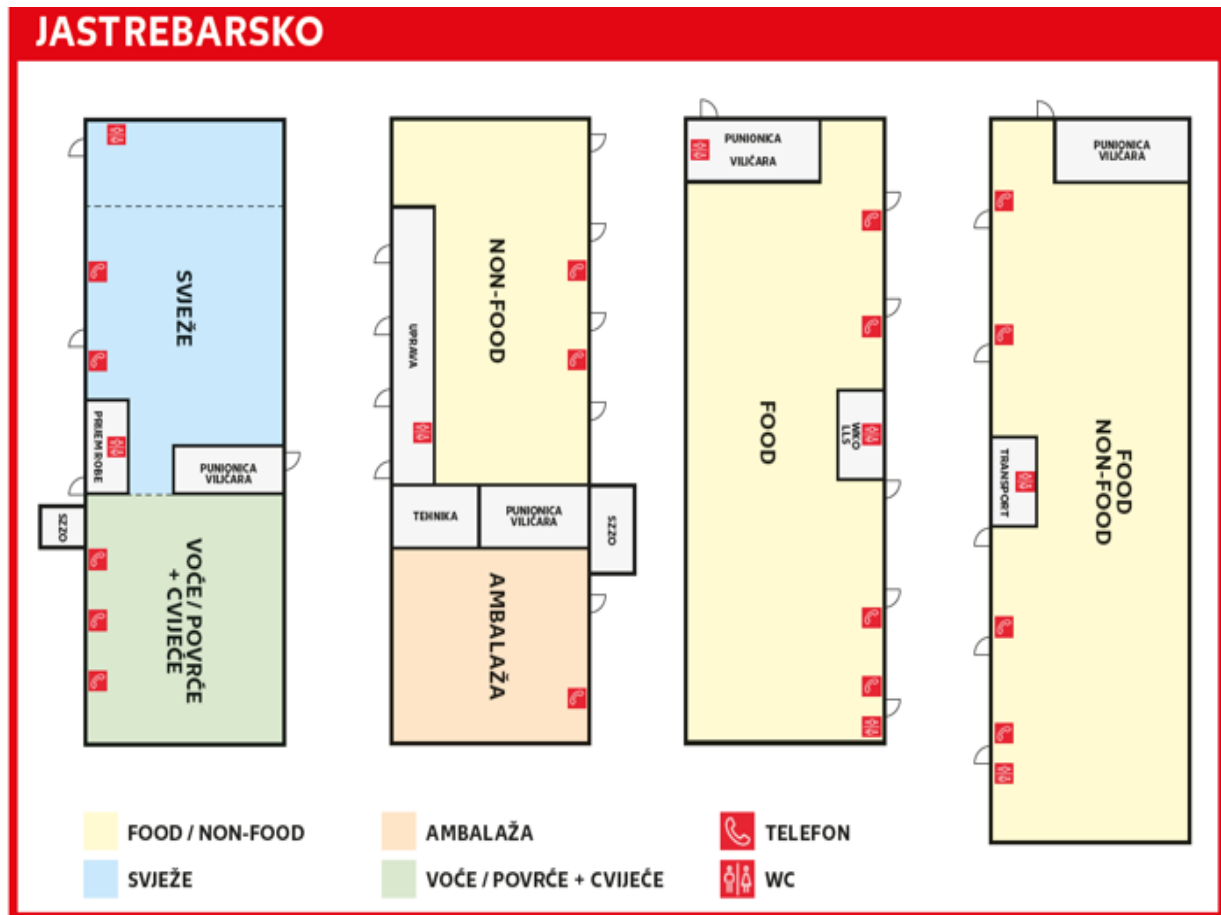 JASTREBARSKO
SVJEŽE
PRIJEM ROBE
PUNIONICA
VILIČARA
SZZO
VOĆE / POVRĆE
+ CVIJEĆE
NON-FOOD
UPRAVA
TEHNIKA
PUNIONICA
VILIČARA
SZZO
AMBALAŽA
PUNIONICA
VILIČARA
FOOD
WIKO
LLS
PUNIONICA
VILIČARA
TRANSPORT
FOOD
NON-FOOD
FOOD / NON-FOOD
SVJEŽE
AMBALAŽA
VOĆE / POVRĆE + CVIJEĆE
TELEFON
WC